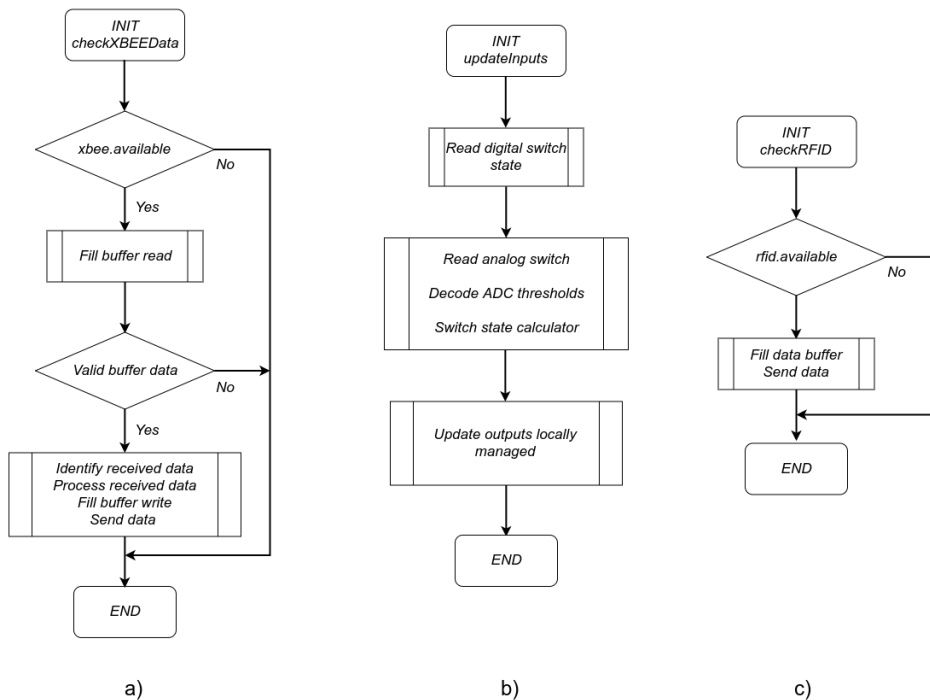 INIT
checkXBEEData
xbee.available
No
Yes
Fill buffer read
Valid buffer data
No
Yes
Identify received data
Process received data
Fill buffer write
Send data
END
a)
INIT
updateInputs
Read digital switch
state
Read analog switch
Decode ADC thresholds
Switch state calculator
Update outputs locally
managed
END
b)
INIT
checkRFID
rfid.available
No
Fill data buffer
Send data
END
c)